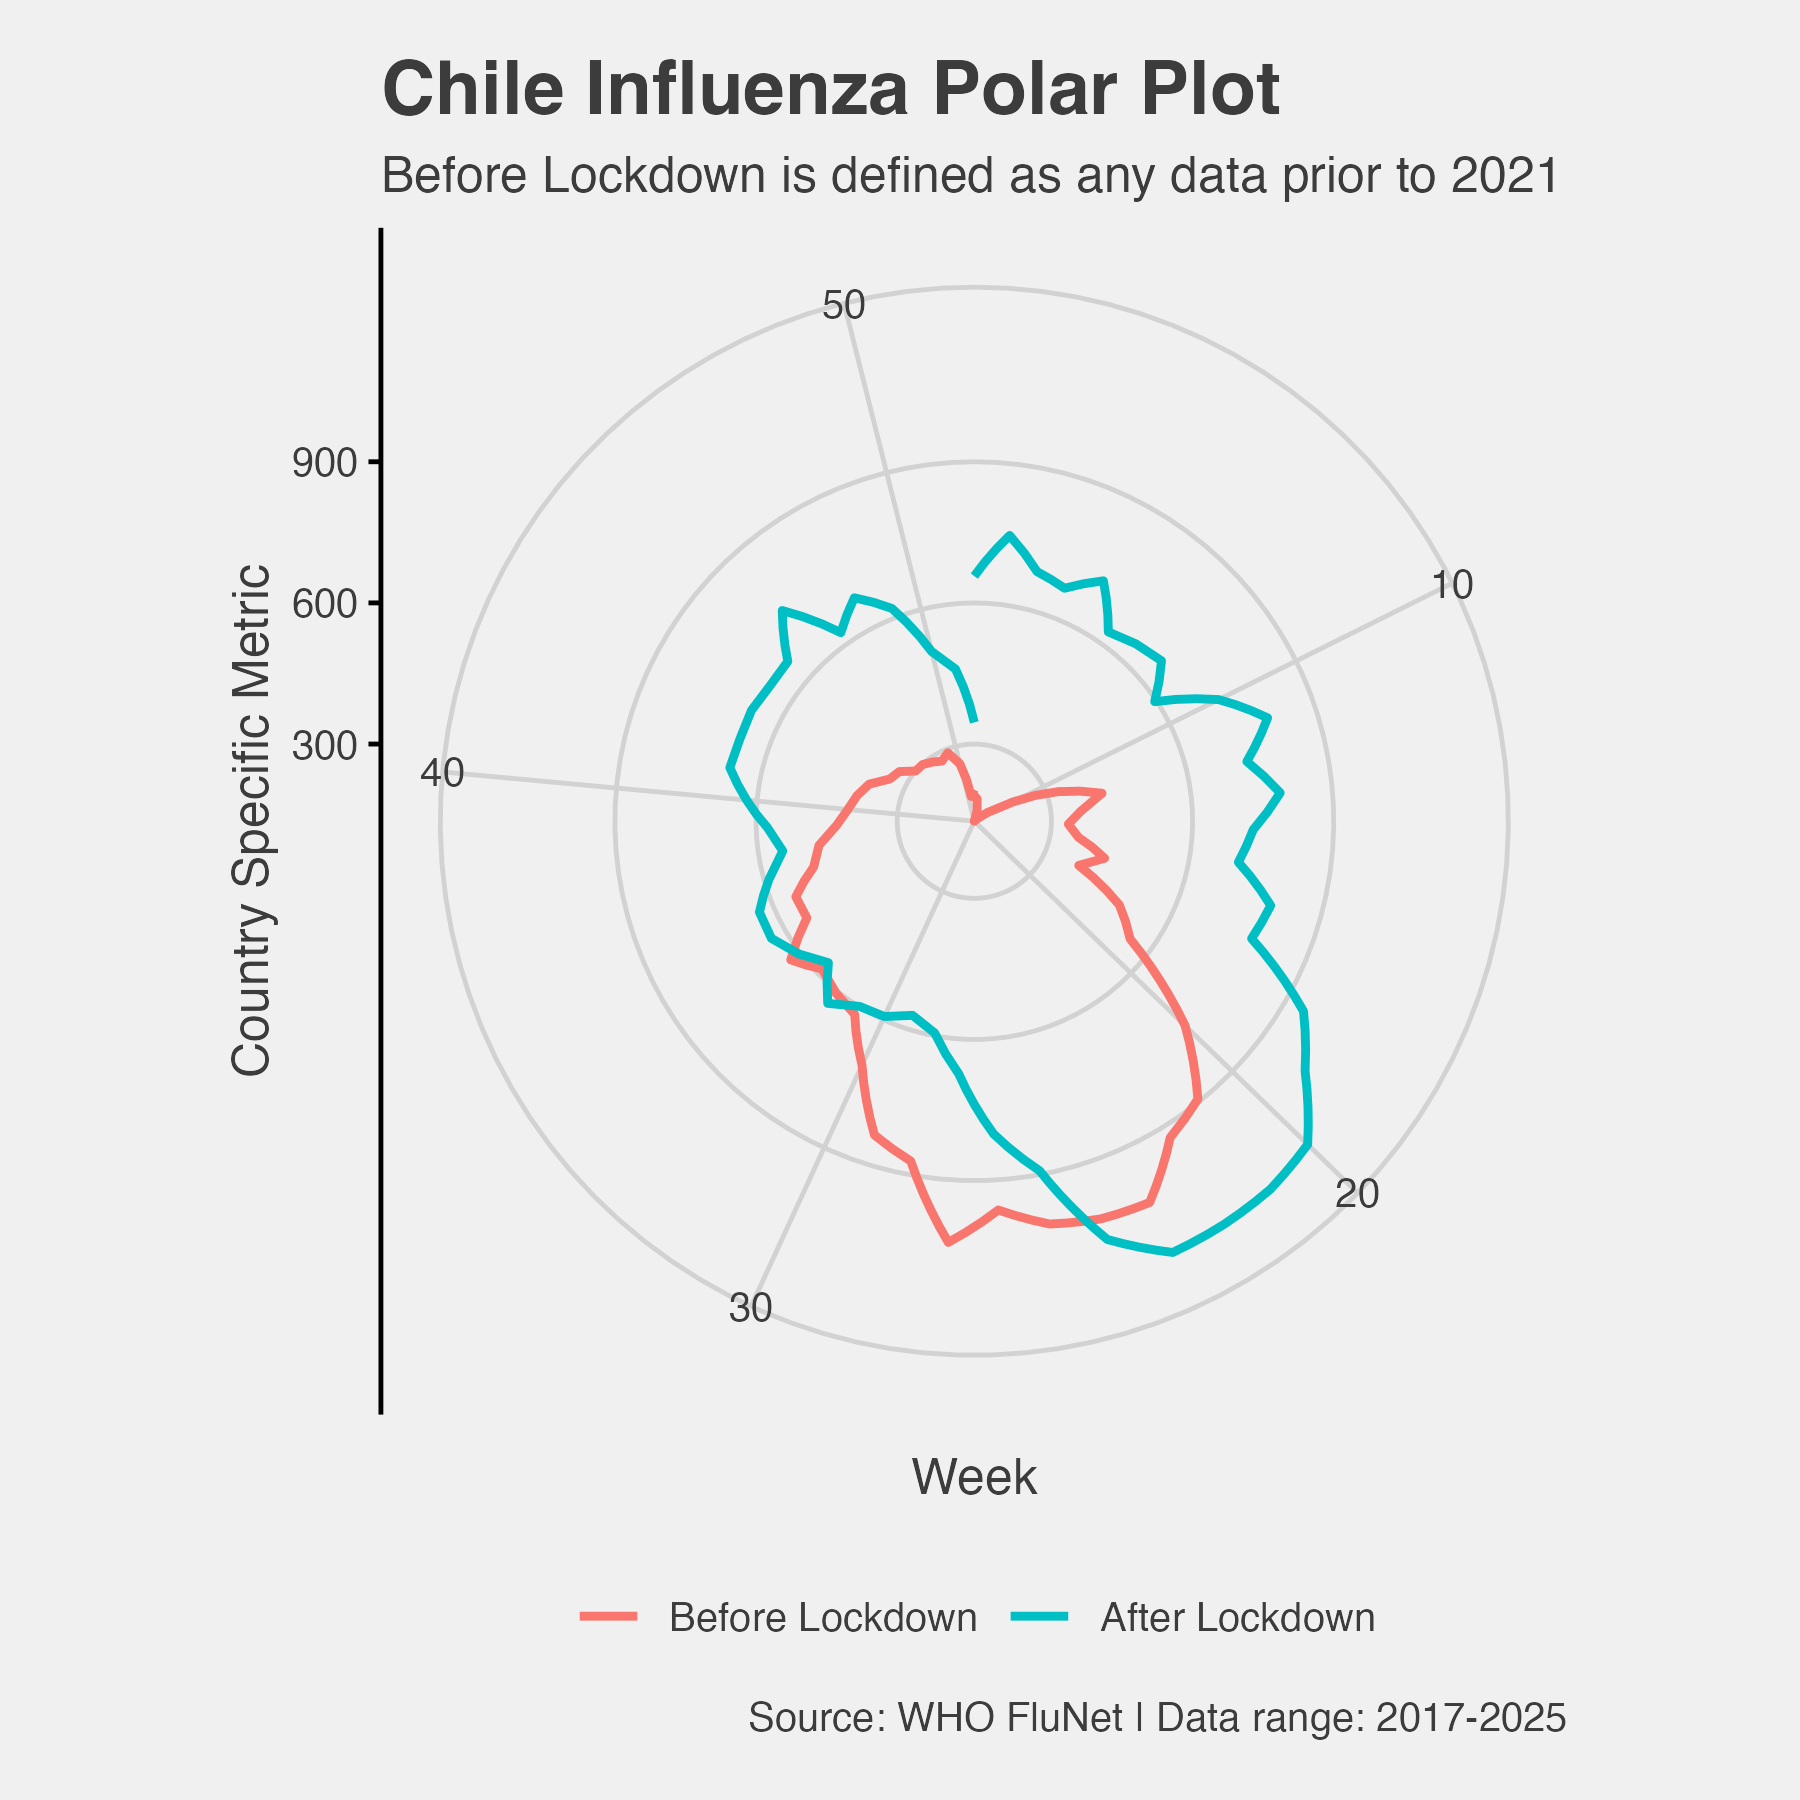 Chile Influenza Polar Plot
Before Lockdown is defined as any data prior to 2021
50
10
900
600
300
40
20
30
Country Specific Metric
Week
Before Lockdown
After Lockdown
Source: WHO FluNet | Data range: 2017-2025